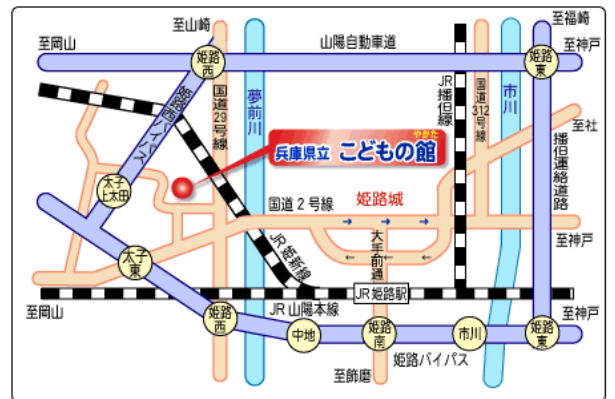 至山崎
至福崎
至岡山
山陽自動車道
至神戸
姫路西
姫路東
姫路西バイパス
国道29号線
夢前川
JR播但線
国道312号線
市川
播但連絡道路
至社
やかた
兵庫県立 こどもの館
太子上太田
国道2号線
姫路城
→ → →
← ← ←
大手前通
至神戸
太子東
JR姫新線
至岡山
JR山陽本線
JR姫路駅
至神戸
姫路西
中地
姫路南
市川
姫路東
姫路バイパス
至飾磨